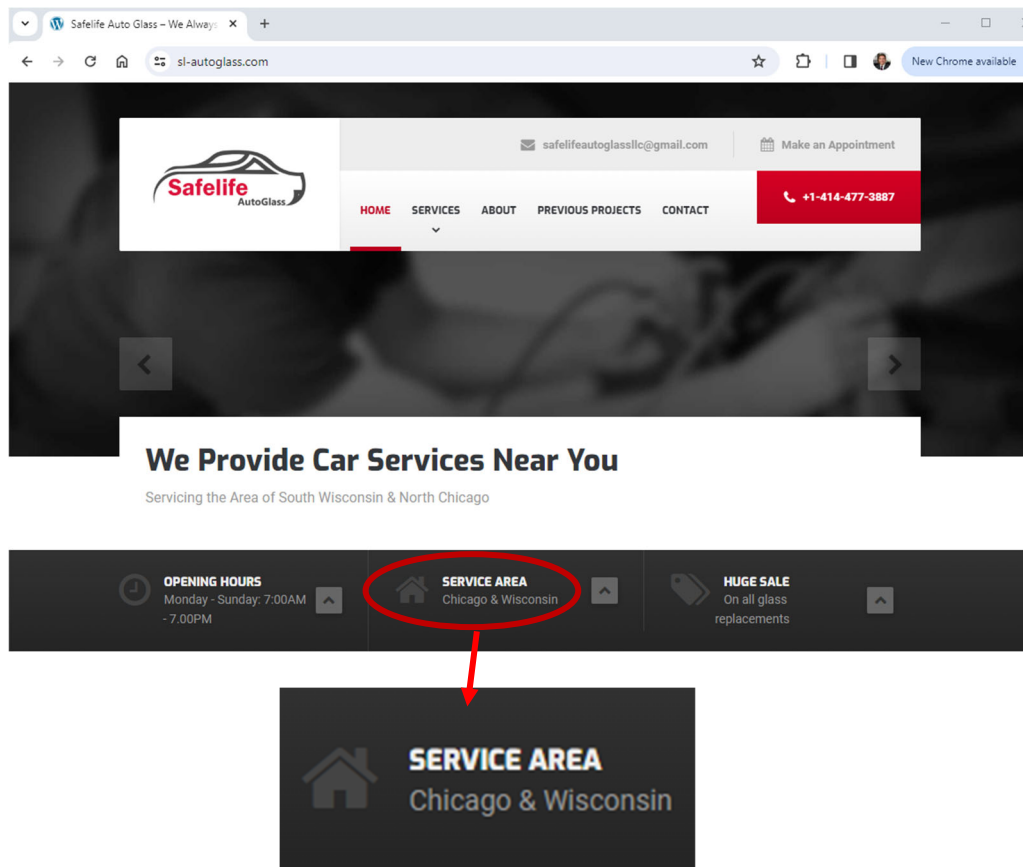 Safelife Auto Glass – We Always
sl-autoglass.com
New Chrome available
safelifeautoglassllc@gmail.com
Make an Appointment
Safelife
AutoGlass
+1-414-477-3887
HOME SERVICES ABOUT PREVIOUS PROJECTS CONTACT
We Provide Car Services Near You
Servicing the Area of South Wisconsin & North Chicago
OPENING HOURS
Monday - Sunday: 7:00AM
- 7.00PM
SERVICE AREA
Chicago & Wisconsin
HUGE SALE
On all glass
replacements
SERVICE AREA
Chicago & Wisconsin